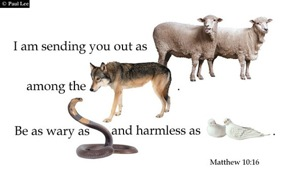 © Paul Lee
I am sending you out as
among the .
Be as wary as and harmless as .
Matthew 10:16